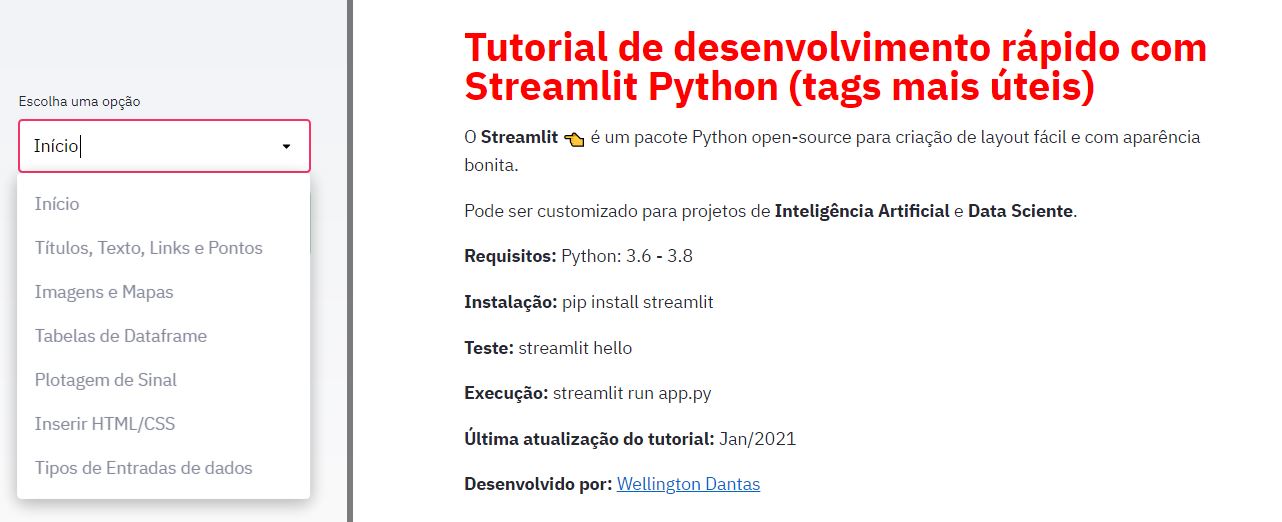 Escolha uma opção
Início
Início
Títulos, Texto, Links e Pontos
Imagens e Mapas
Tabelas de Dataframe
Plotagem de Sinal
Inserir HTML/CSS
Tipos de Entradas de dados
Tutorial de desenvolvimento rápido com
Streamlit Python (tags mais úteis)
O Streamlit 👈 é um pacote Python open-source para criação de layout fácil e com aparência
bonita.
Pode ser customizado para projetos de Inteligência Artificial e Data Sciente.
Requisitos: Python: 3.6 - 3.8
Instalação: pip install streamlit
Teste: streamlit hello
Execução: streamlit run app.py
Última atualização do tutorial: Jan/2021
Desenvolvido por: Wellington Dantas